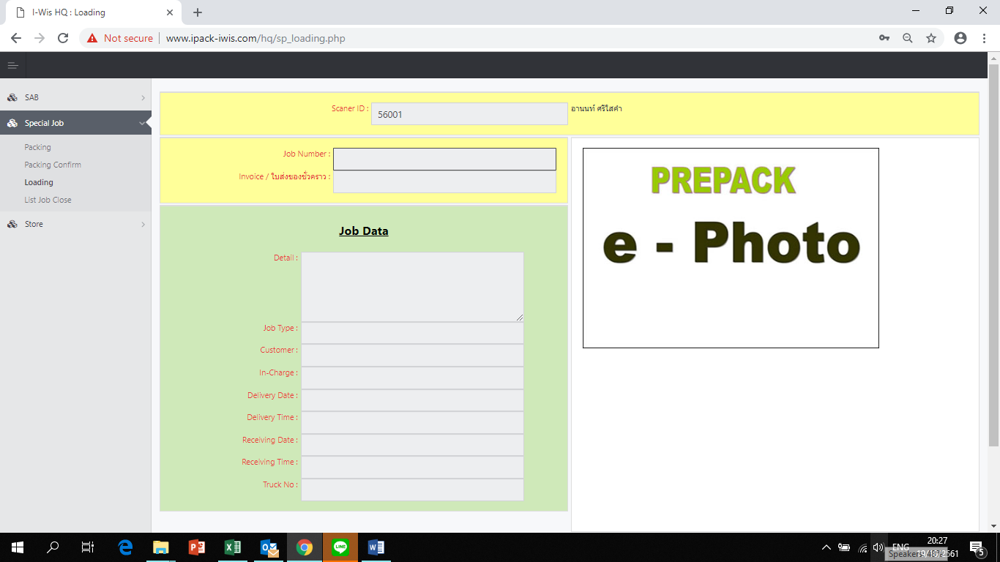 I-Wis HQ : Loading
Not secure
www.ipack-iwis.com/hq/sp_loading.php
SAB
Special Job
Packing
Packing Confirm
Loading
List Job Close
Store
Scaner ID :
56001
อานนท์ ศรีใสคำ
Job Number :
Invoice / ใบส่งของชั่วคราว :
Job Data
Detail :
Job Type :
Customer :
In-Charge :
Delivery Date :
Delivery Time :
Receiving Date :
Receiving Time :
Truck No :
PREPACK
e - Photo
LINE
ENG
20:27
Speakers
5